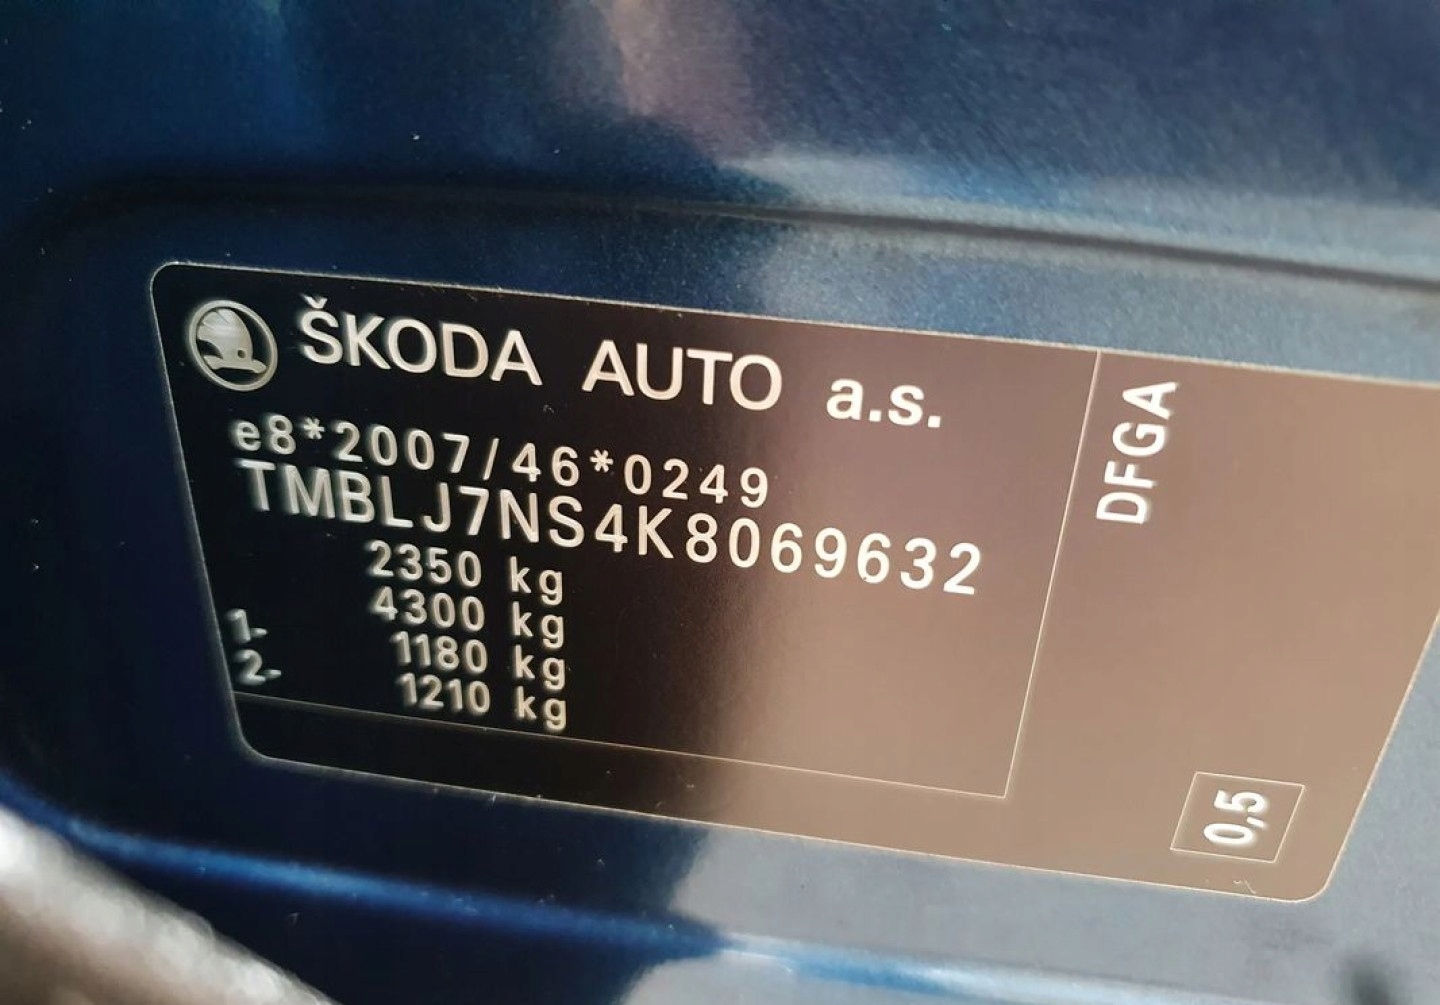 ŠKODA AUTO a.s.
e8*2007/46*0249
TMBLJ7NS4K8069632
2350 kg
4300 kg
1- 1180 kg
2- 1210 kg
DFGA
0,5